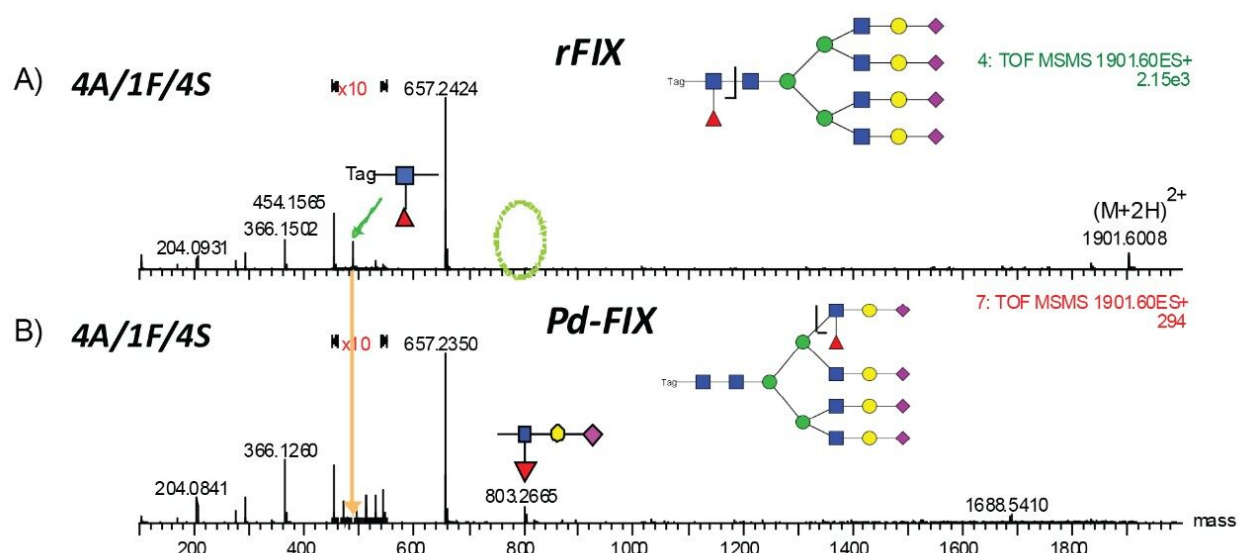 A) 4A/1F/4S
rFIX
x10
657.2424
Tag
4: TOF MSMS 1901.60ES+
2.15e3
Tag
454.1565
366.1502
204.0931
(M+2H)2+
1901.6008
B) 4A/1F/4S
Pd-FIX
x10
657.2350
7: TOF MSMS 1901.60ES+
294
Tag
366.1260
204.0841
803.2665
1688.5410
mass
200 400 600 800 1000 1200 1400 1600 1800